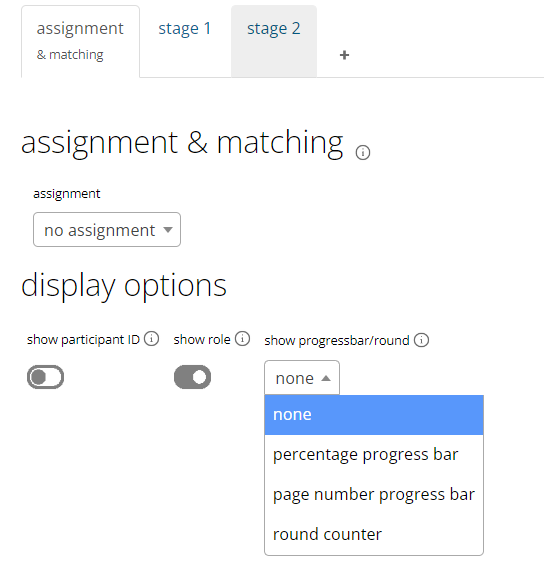 assignment
& matching
stage 1
stage 2
+
assignment & matching
assignment
no assignment
display options
show participant ID
show role
show progressbar/round
none
none
percentage progress bar
page number progress bar
round counter